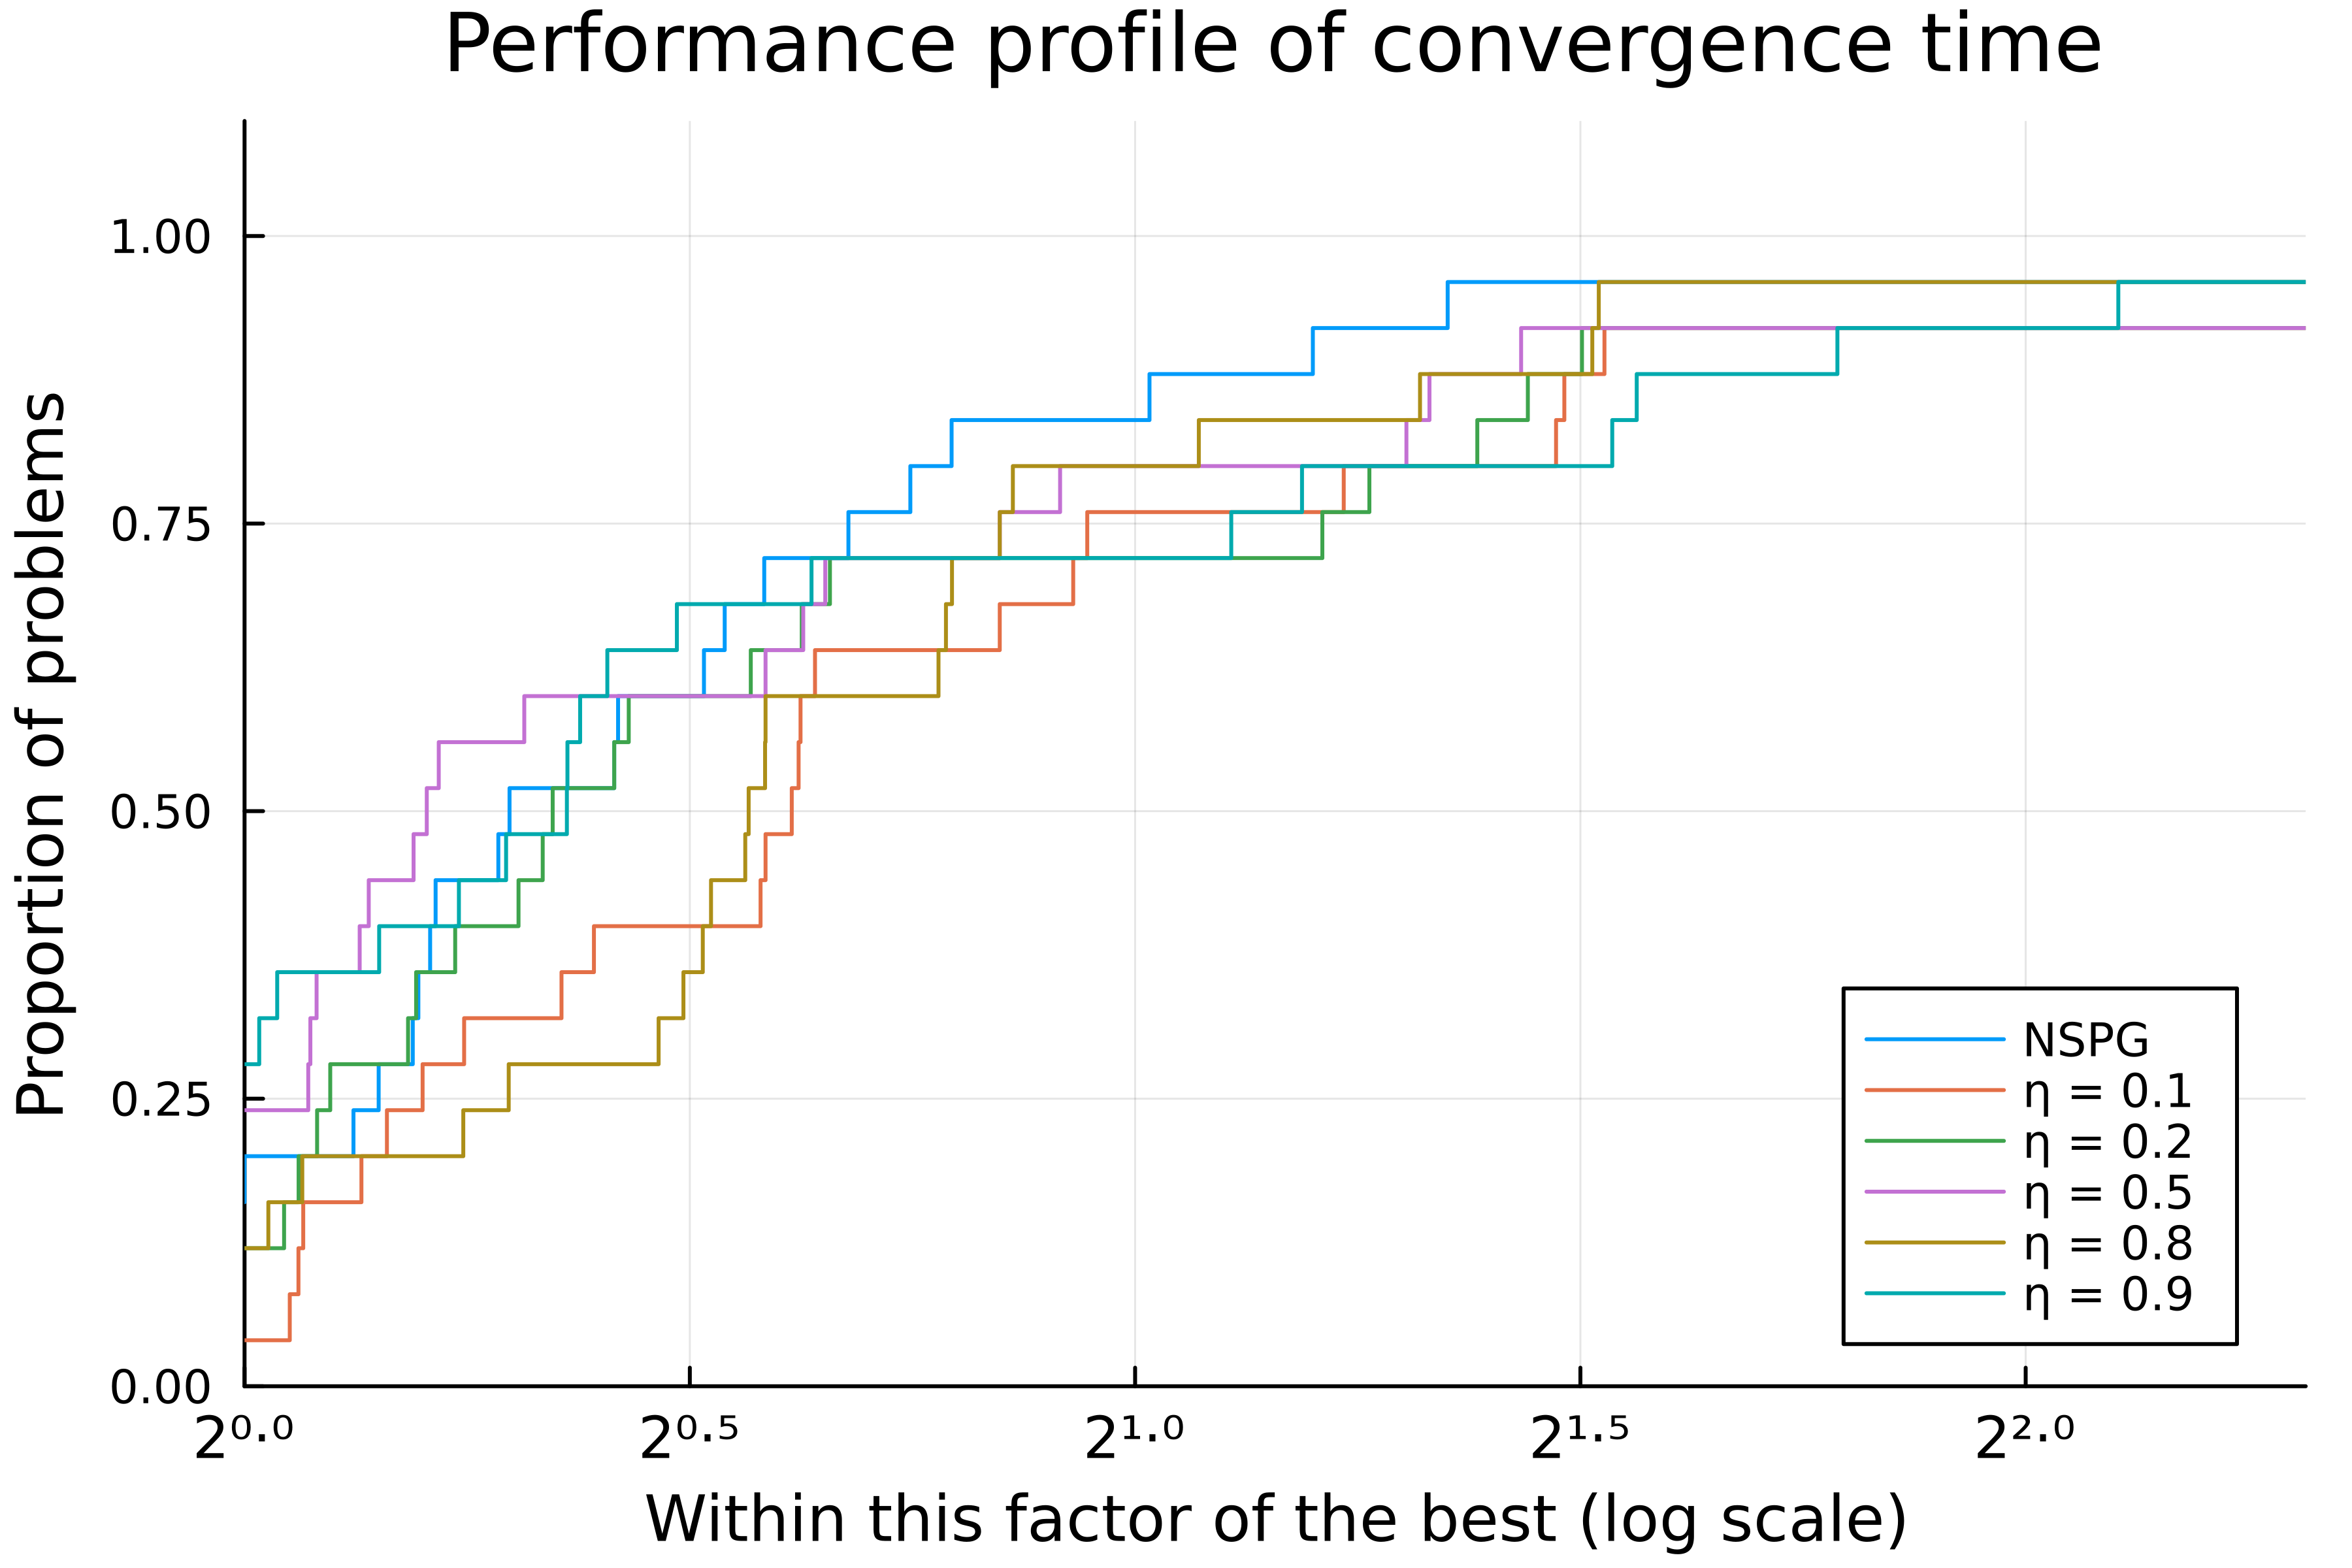 Performance profile of convergence time
Proportion of problems
1.00
0.75
0.50
0.25
0.00
2⁰·⁰
2⁰·⁵
2¹·⁰
2¹·⁵
2²·⁰
Within this factor of the best (log scale)
NSPG
η = 0.1
η = 0.2
η = 0.5
η = 0.8
η = 0.9